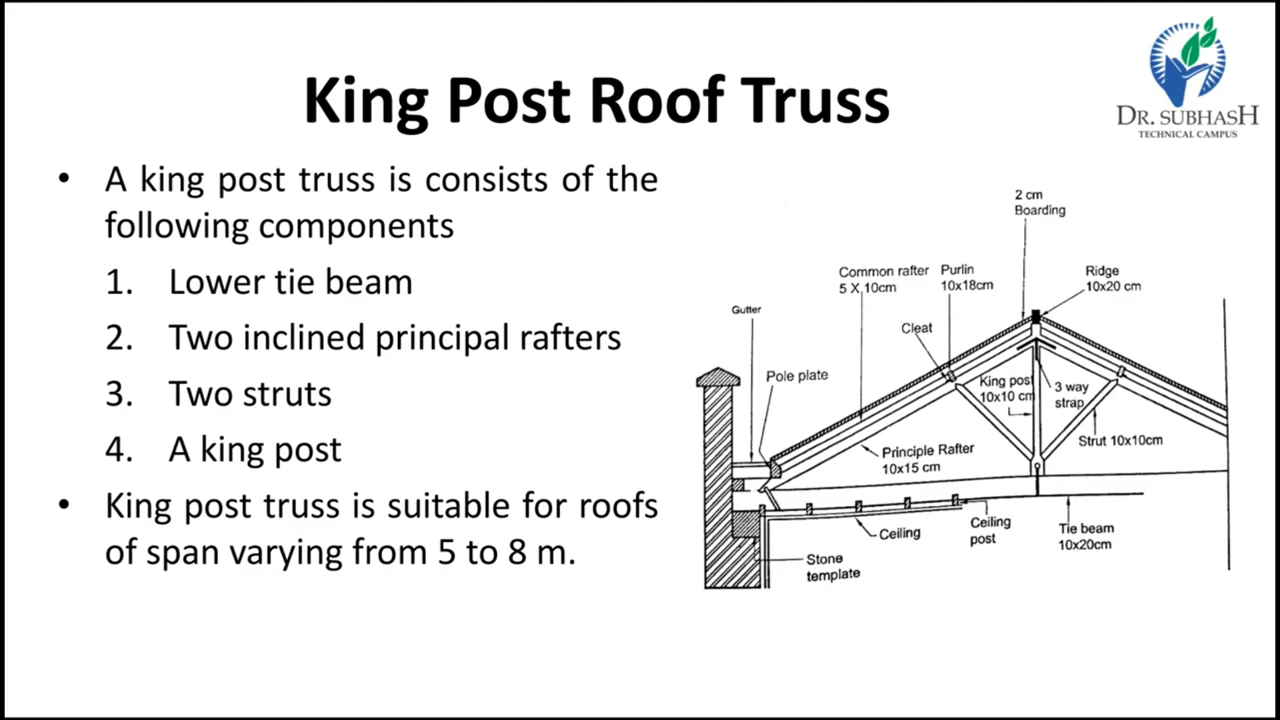 King Post Roof Truss
DR. SUBHASH
TECHNICAL CAMPUS
• A king post truss is consists of the
following components
1. Lower tie beam
2. Two inclined principal rafters
3. Two struts
4. A king post
• King post truss is suitable for roofs
of span varying from 5 to 8 m.
2 cm
Boarding
Common rafter
5 X 10cm
Purlin
10x18cm
Ridge
10x20 cm
Gutter
Cleat
Pole plate
King post
10x10 cm
3 way
strap
Strut 10x10cm
Principle Rafter
10x15 cm
Ceiling
Ceiling
post
Tie beam
10x20cm
Stone
template